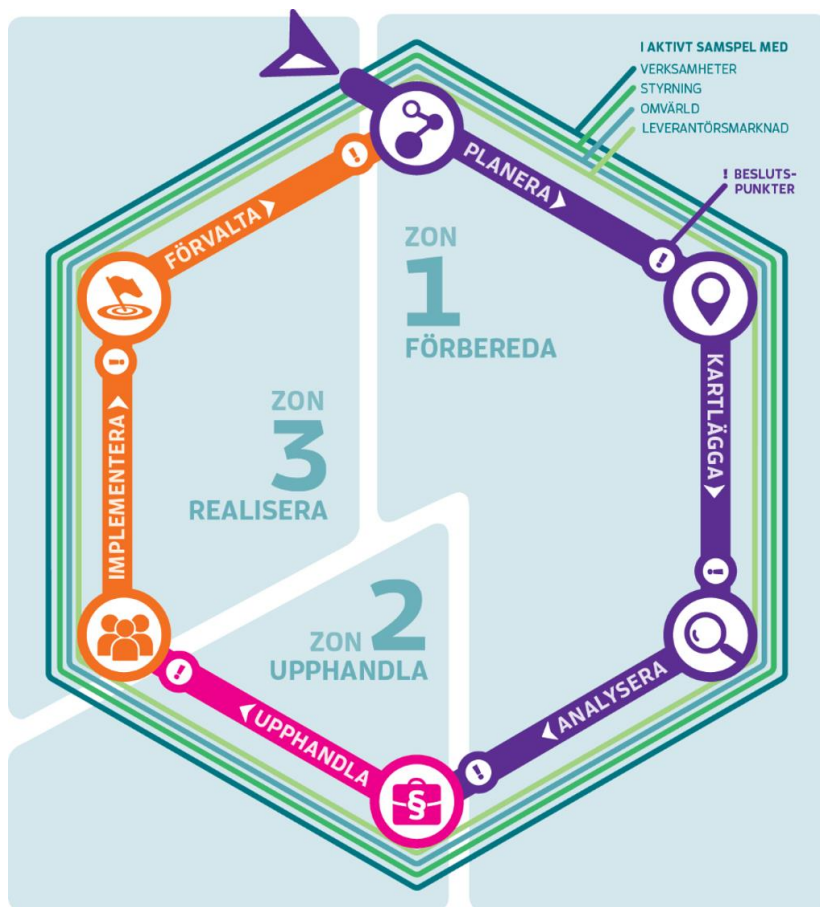 I AKTIVT SAMSPEL MED
VERKSAMHETER
STYRNING
OMVÄRLD
LEVERANTÖRSMARKNAD
! BESLUTS-
PUNKTER
PLANERA
!
KARTLÄGGA
!
ANALYSERA
!
UPPHANDLA
!
IMPLEMENTERA
!
FÖRVALTA
!
ZON
1
FÖRBEREDA
ZON
3
REALISERA
ZON 2
UPPHANDLA
§